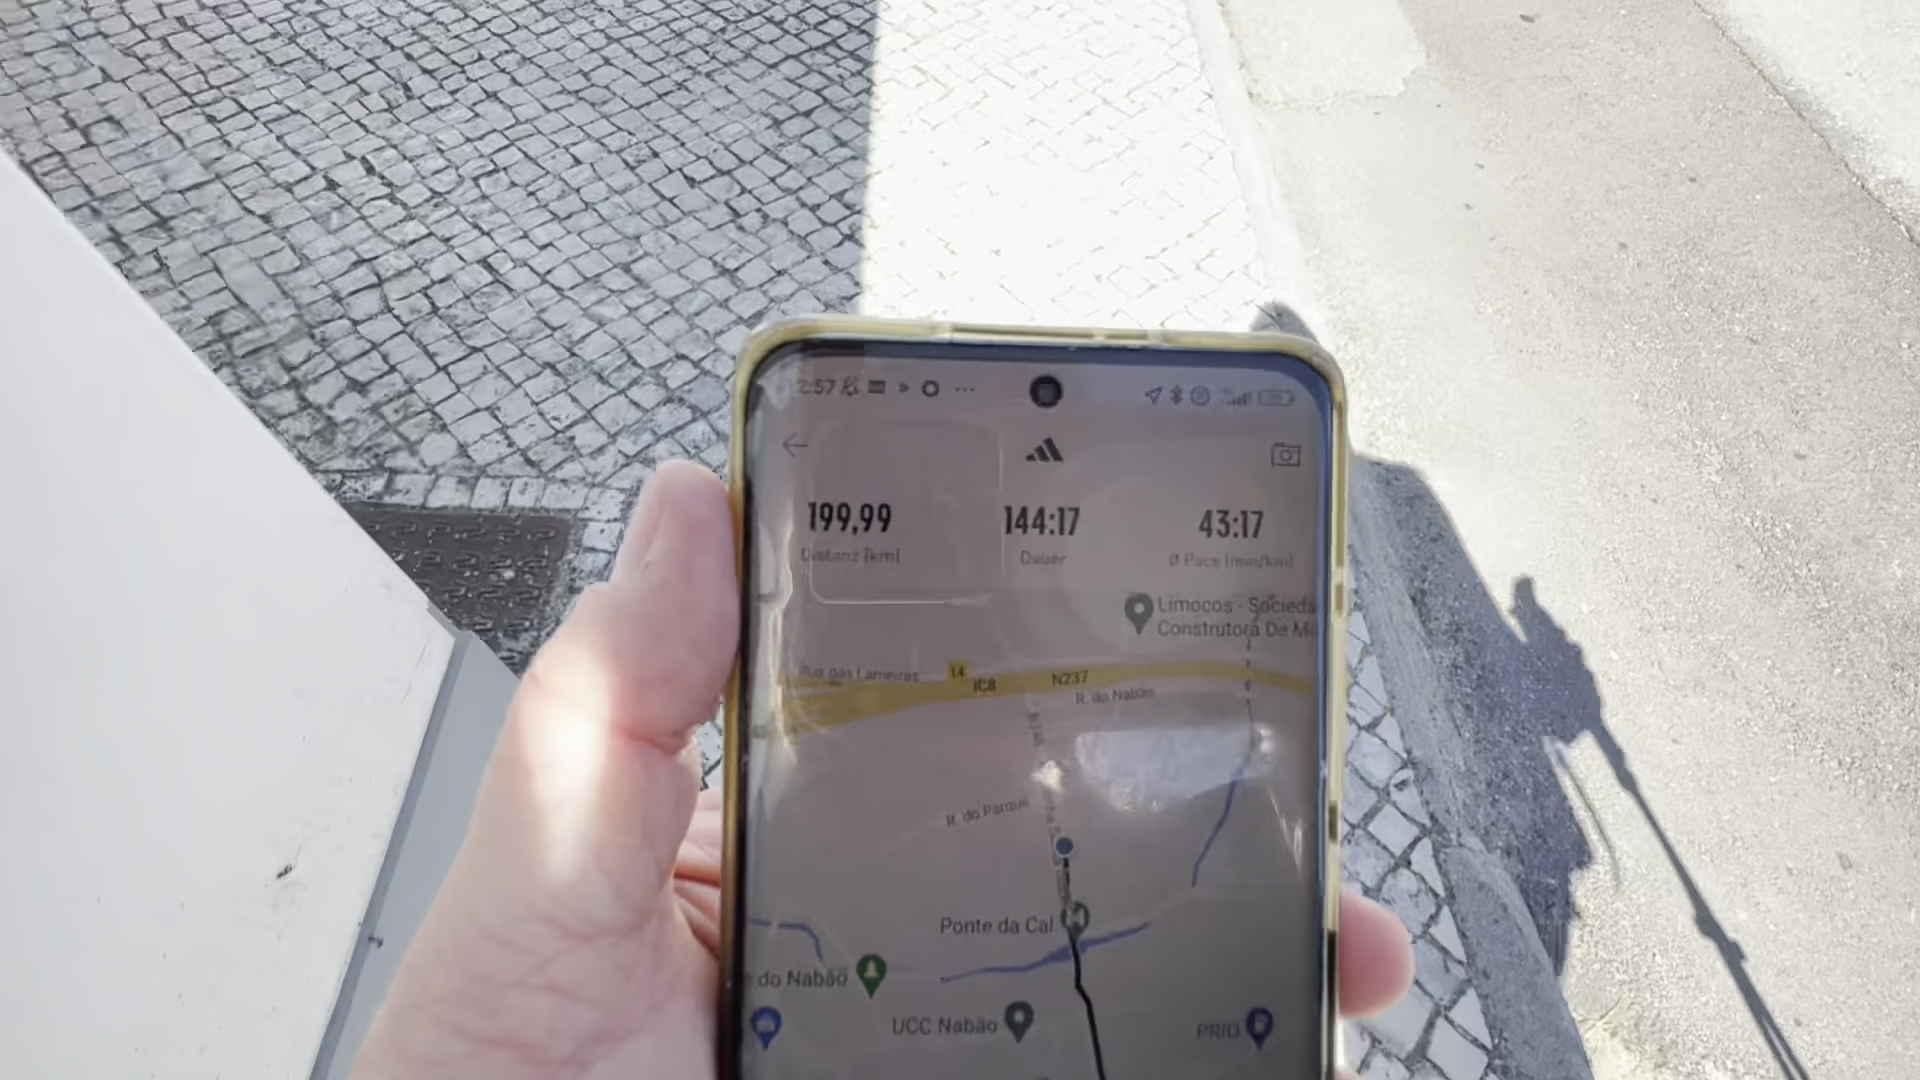 2:57
199,99
144:17
43:17
Distanz [km]
Dauer
Ø Pace [min/km]
Limocos - Socieda
Construtora De Mo
Rua das Lameiras
14
IC8
N237
R. do Nabão
R. do Parque
Ponte da Cal
do Nabão
UCC Nabão
PRIO